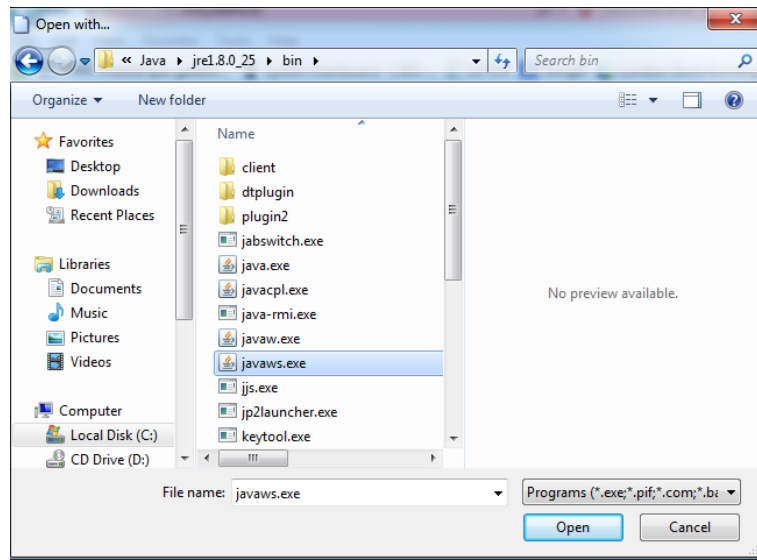 Open with...
« Java ▸ jre1.8.0_25 ▸ bin ▸
Search bin
Organize ▾ New folder
Favorites
Desktop
Downloads
Recent Places
Libraries
Documents
Music
Pictures
Videos
Computer
Local Disk (C:)
CD Drive (D:)
Name
client
dtplugin
plugin2
jabswitch.exe
java.exe
javacpl.exe
java-rmi.exe
javaw.exe
javaws.exe
jjs.exe
jp2launcher.exe
keytool.exe
No preview available.
File name: javaws.exe
Programs (*.exe;*.pif;*.com;*.ba
Open Cancel